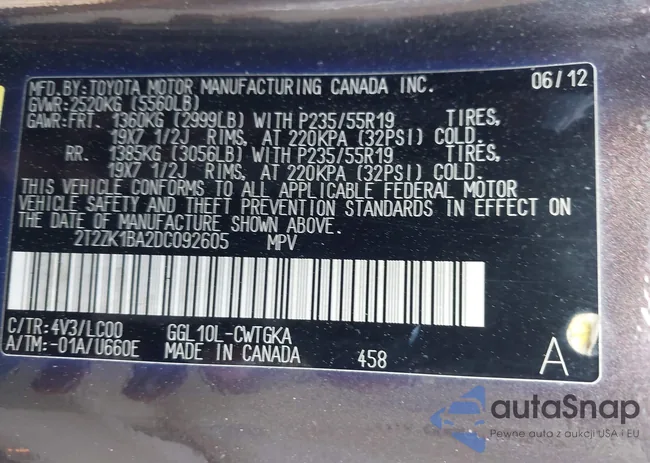 MFD.BY: TOYOTA MOTOR MANUFACTURING CANADA INC. 06/12
GVWR: 2520KG (5560LB)
GAWR: FRT. 1360KG (2999LB) WITH P235/55R19 TIRES,
19X7 1/2J RIMS, AT 220KPA (32PSI) COLD.
RR. 1385KG (3056LB) WITH P235/55R19 TIRES,
19X7 1/2J RIMS, AT 220KPA (32PSI) COLD.
THIS VEHICLE CONFORMS TO ALL APPLICABLE FEDERAL MOTOR
VEHICLE SAFETY AND THEFT PREVENTION STANDARDS IN EFFECT ON
THE DATE OF MANUFACTURE SHOWN ABOVE.
2T2ZK1BA2DC092605 MPV
C/TR: 4V3/LC00 GGL10L-CWTGKA
A/TM: -01A/U660E MADE IN CANADA 458 A
autaSnap
Pewne auta z aukcji USA i EU